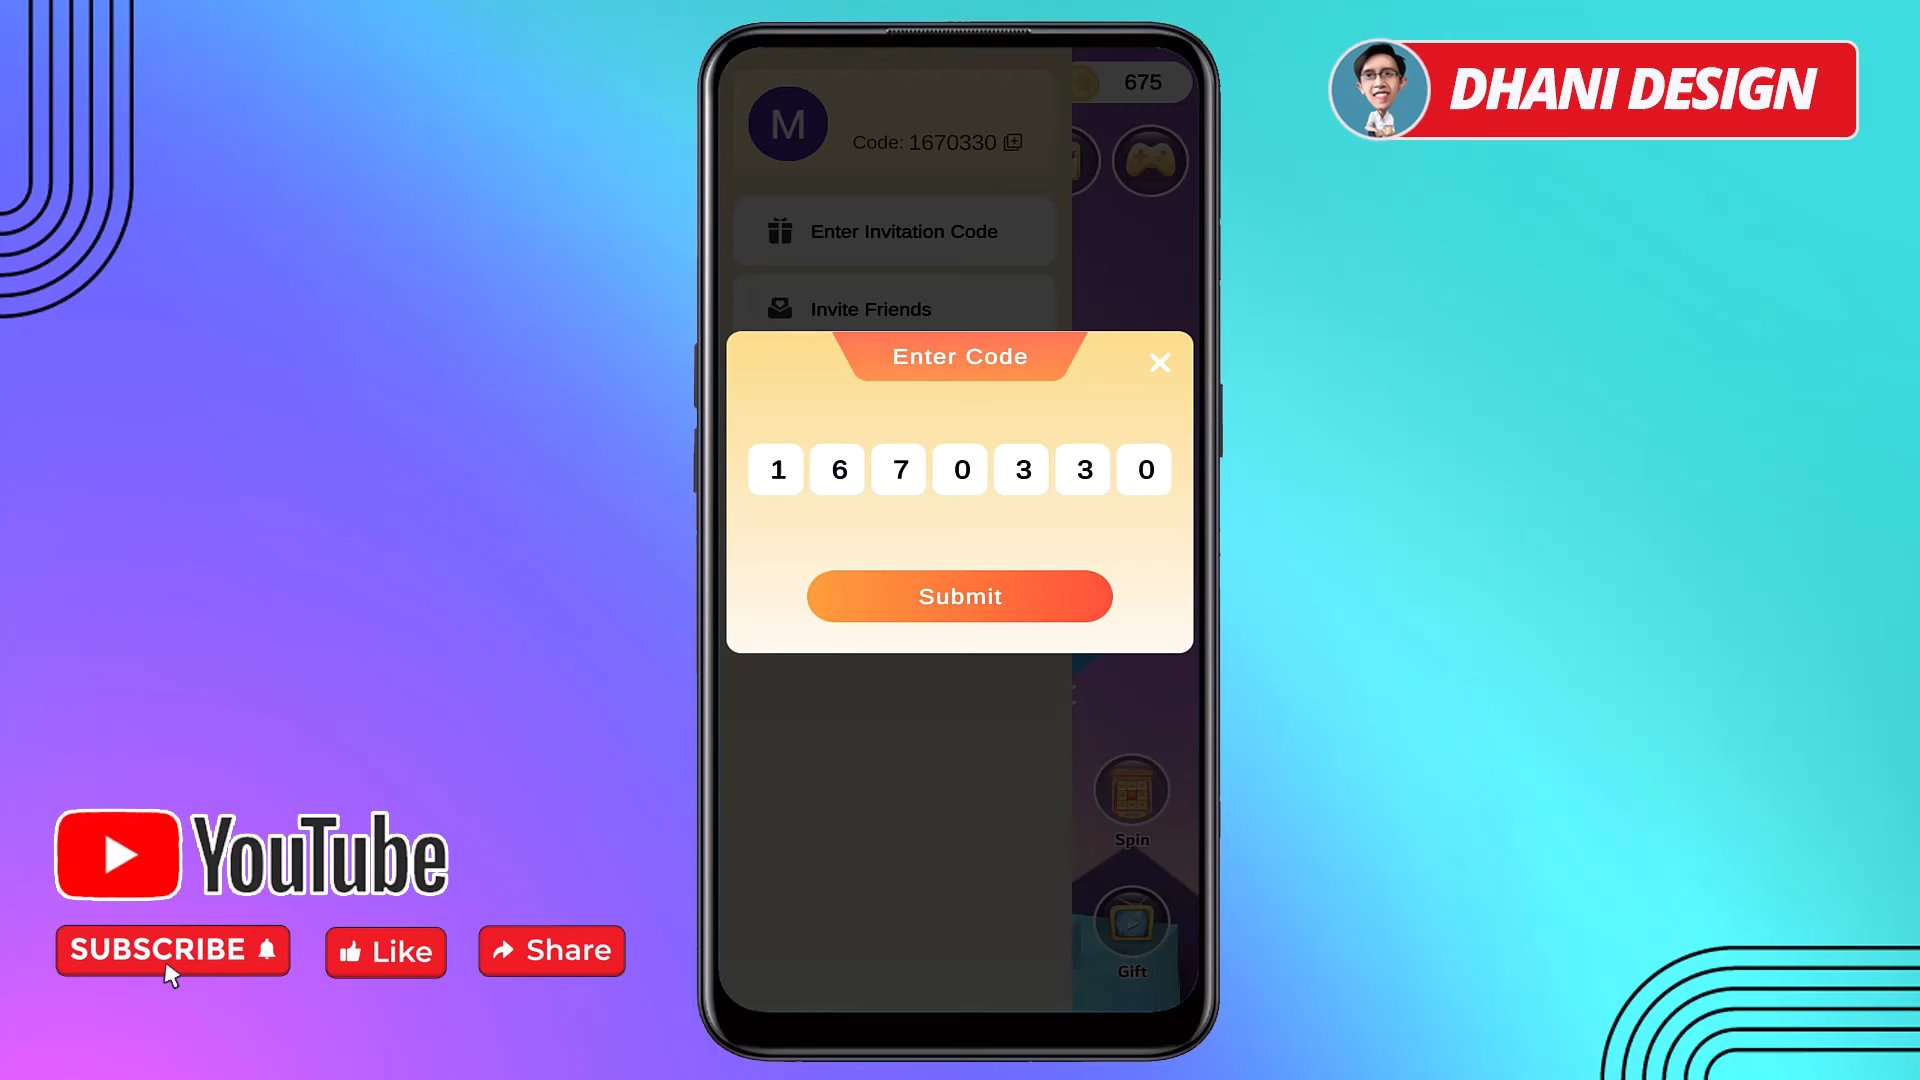 DHANI DESIGN
675
M
Code: 1670330
Enter Invitation Code
Invite Friends
Enter Code
1 6 7 0 3 3 0
Submit
Spin
Gift
YouTube
SUBSCRIBE
Like
Share